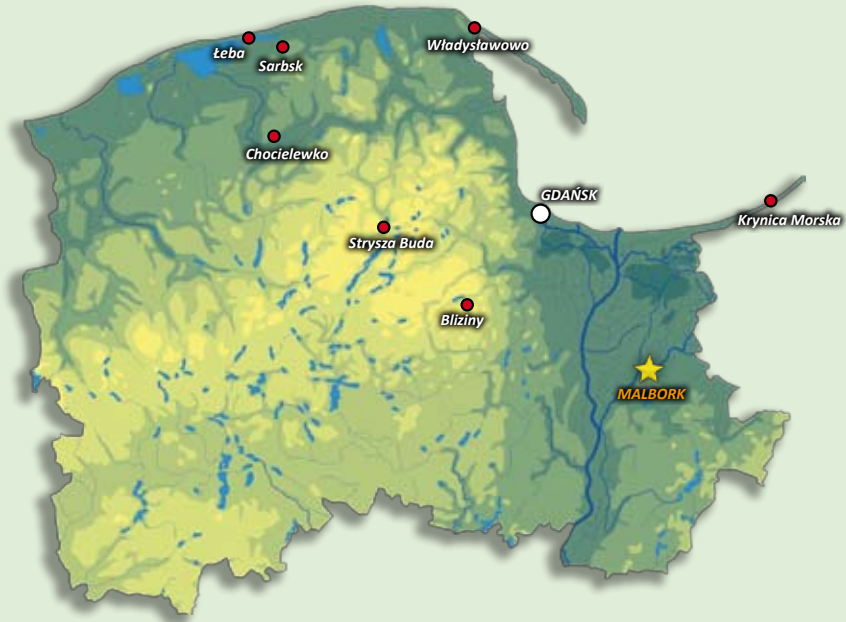 Władysławowo
Łeba
Sarbsk
Chocielewko
GDAŃSK
Krynica Morska
Strysza Buda
Bliziny
MALBORK